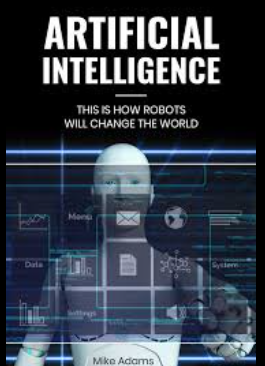 ARTIFICIAL
INTELLIGENCE
THIS IS HOW ROBOTS
WILL CHANGE THE WORLD
Menu
Data
System
Settings
Mike Adams